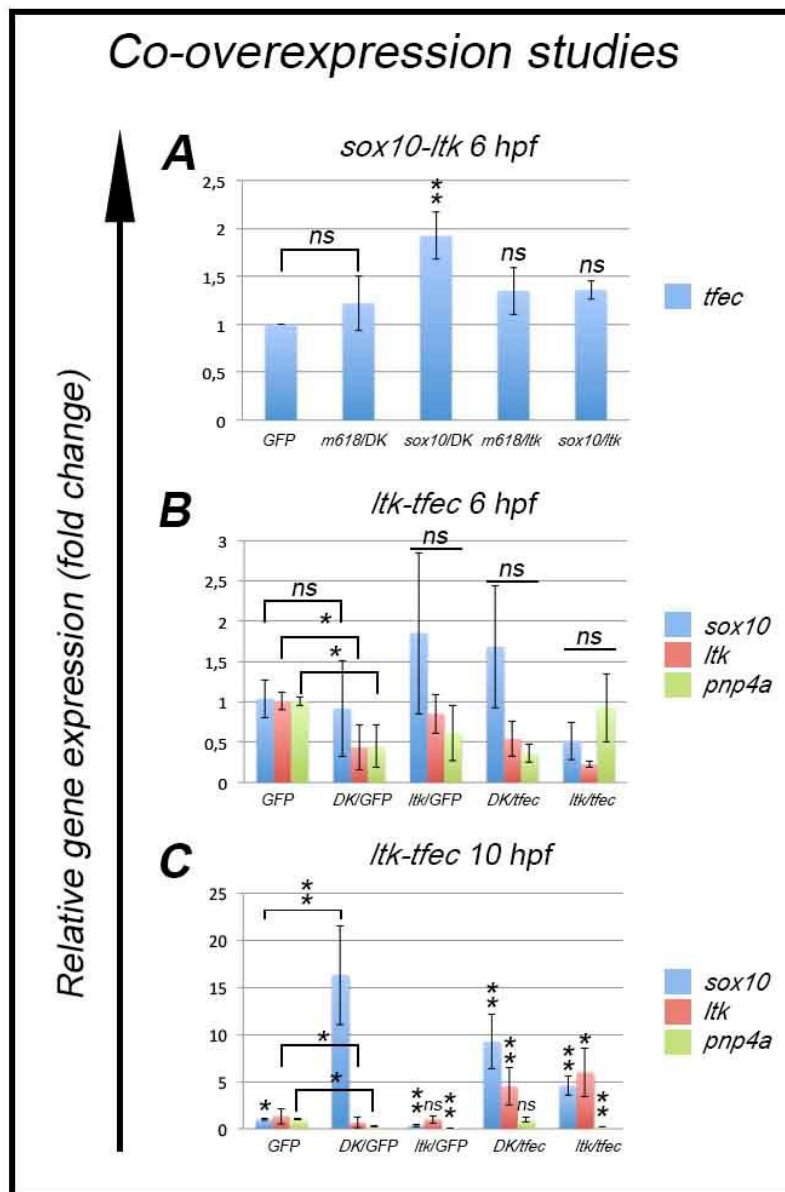 Co-overexpression studies
Relative gene expression (fold change)
A
sox10-ltk 6 hpf
2,5
2
1,5
1
0,5
0
ns
**
ns
ns
GFP
m618/DK
sox10/DK
m618/ltk
sox10/ltk
tfec
B
ltk-tfec 6 hpf
3
2,5
2
1,5
1
0,5
0
ns
*
*
ns
ns
ns
GFP
DK/GFP
ltk/GFP
DK/tfec
ltk/tfec
sox10
ltk
pnp4a
C
ltk-tfec 10 hpf
25
20
15
10
5
0
**
*
*
*
**
ns
**
**
**
ns
**
*
**
GFP
DK/GFP
ltk/GFP
DK/tfec
ltk/tfec
sox10
ltk
pnp4a